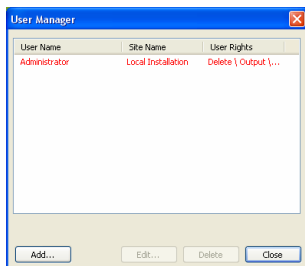 User Manager
User Name Site Name User Rights
Administrator Local Installation Delete \ Output \...
Add... Edit... Delete Close